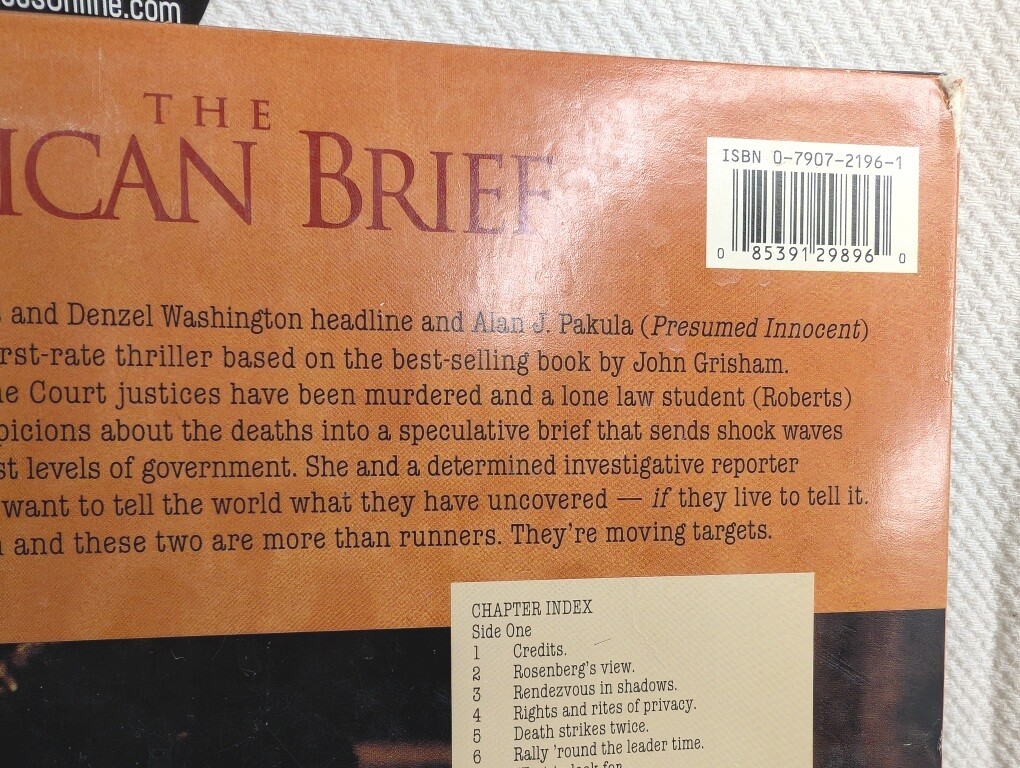 online.com
THE
ICAN BRIEF
ISBN 0-7907-2196-1
0 85391 29896 0
and Denzel Washington headline and Alan J. Pakula (Presumed Innocent)
rst-rate thriller based on the best-selling book by John Grisham.
e Court justices have been murdered and a lone law student (Roberts)
picions about the deaths into a speculative brief that sends shock waves
st levels of government. She and a determined investigative reporter
want to tell the world what they have uncovered — if they live to tell it.
and these two are more than runners. They're moving targets.
CHAPTER INDEX
Side One
1 Credits.
2 Rosenberg's view.
3 Rendezvous in shadows.
4 Rights and rites of privacy.
5 Death strikes twice.
6 Rally 'round the leader time.